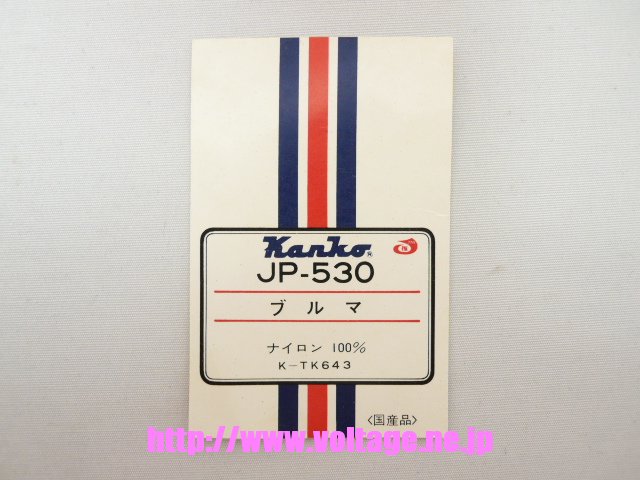 Kanko®
JP-530
ブルマ
ナイロン 100%
K-TK643
〈国産品〉
http://www.voltage.ne.jp